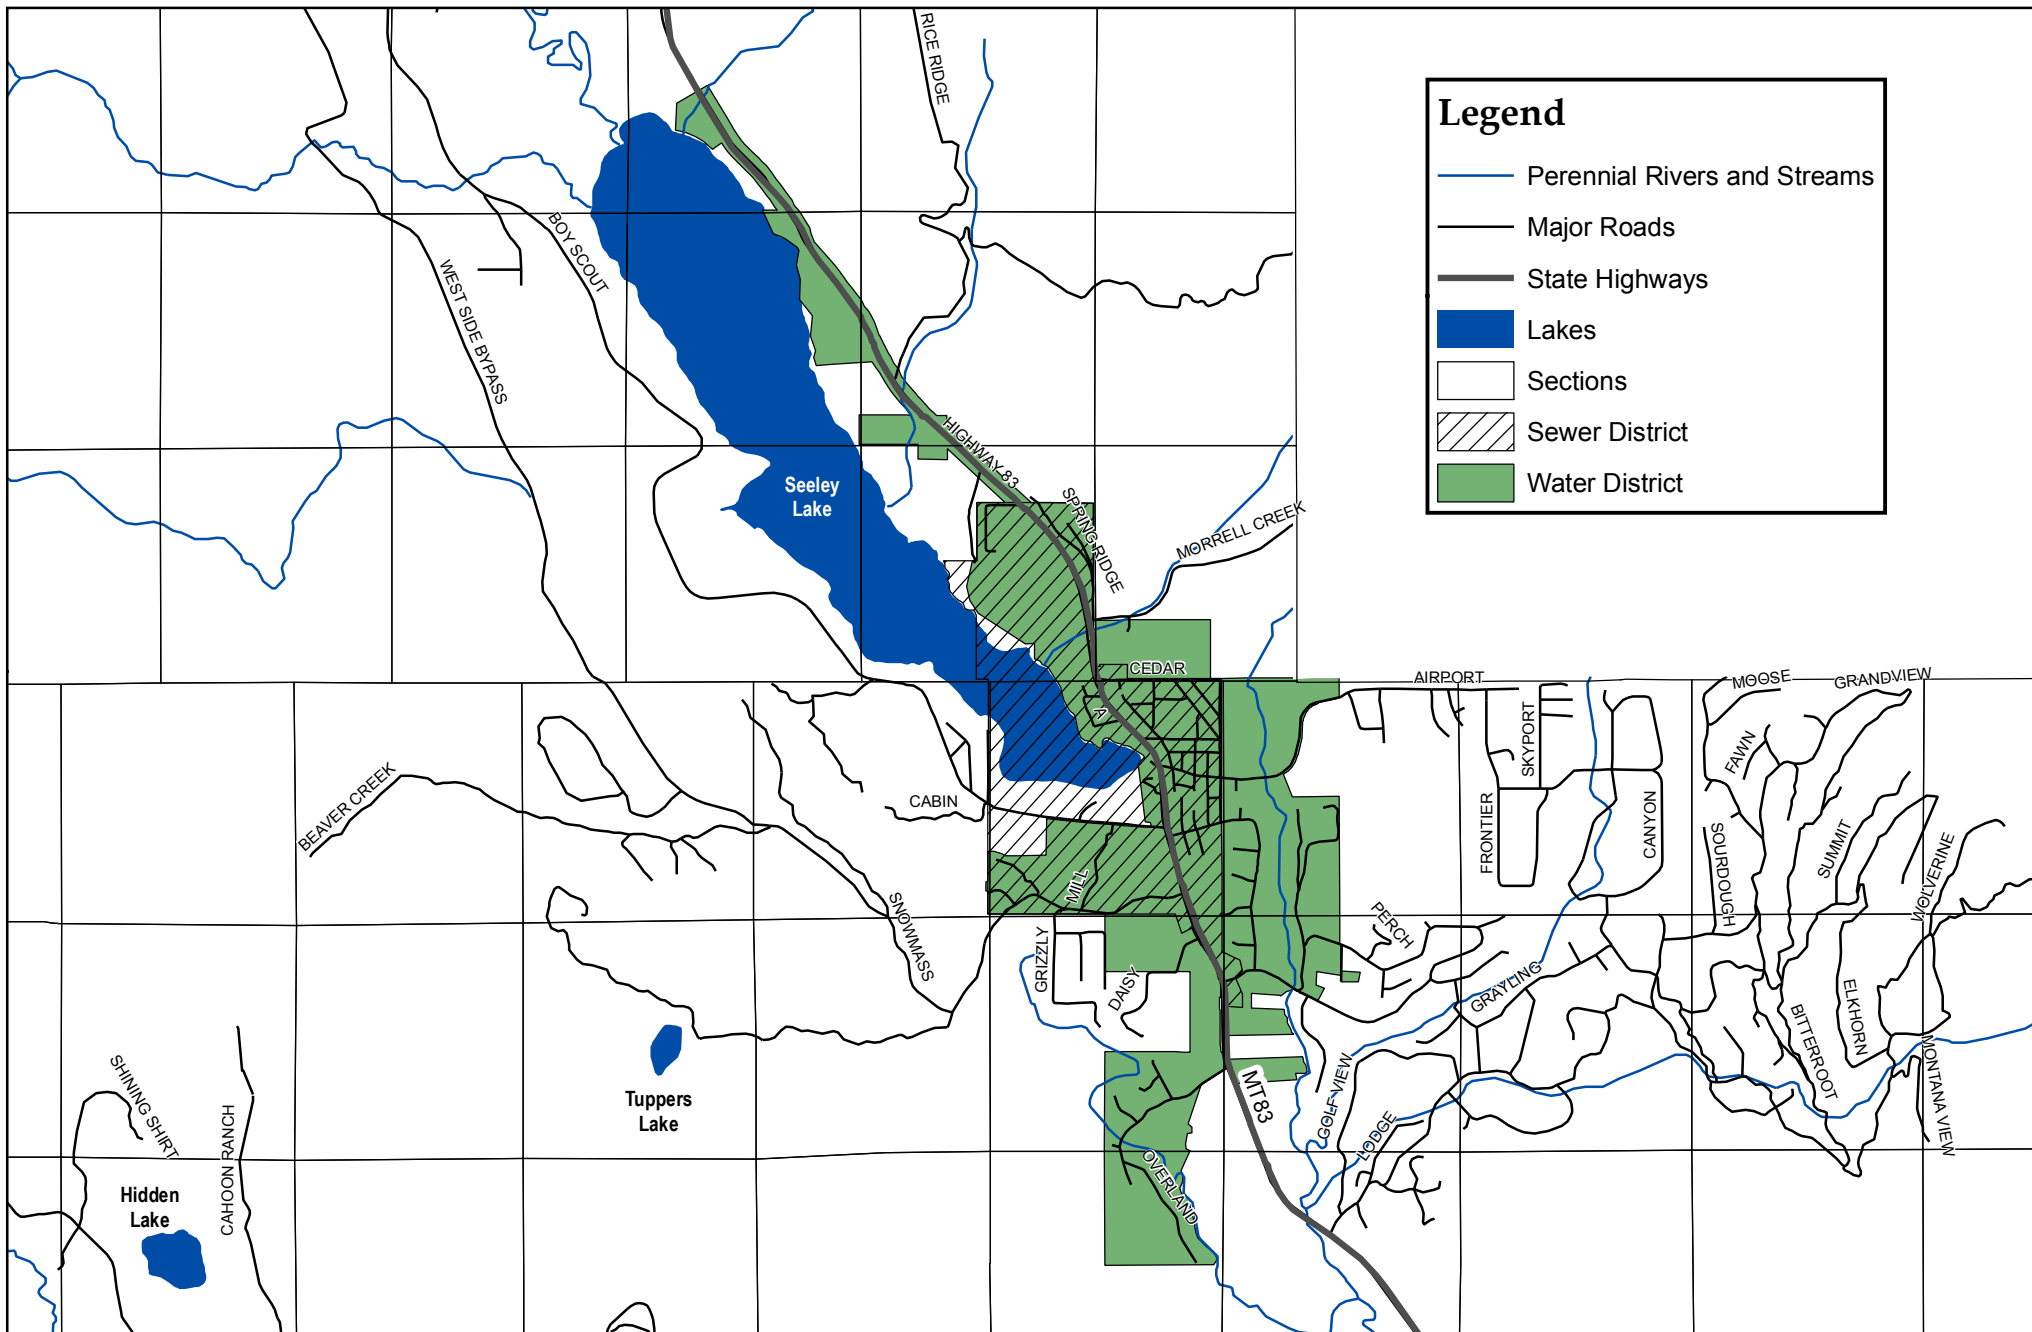 RICE RIDGE
Legend
Perennial Rivers and Streams
Major Roads
State Highways
Lakes
Sections
Sewer District
Water District
BOY SCOUT
WEST SIDE BYPASS
HIGHWAY 83
Seeley
Lake
SPRING RIDGE
MORRELL CREEK
CEDAR
AIRPORT
MOOSE
GRANDVIEW
A
SKYPORT
FAWN
BEAVER CREEK
CABIN
FRONTIER
CANYON
SOURDOUGH
SUMMIT
WOLVERINE
MILL
SNOWMASS
GRIZZLY
DAISY
PERCH
GRAYLING
BITTERROOT
ELKHORN
MONTANA VIEW
SHINING SHIRT
CAHOON RANCH
Tuppers
Lake
MT83
GOLF VIEW
LODGE
OVERLAND
Hidden
Lake